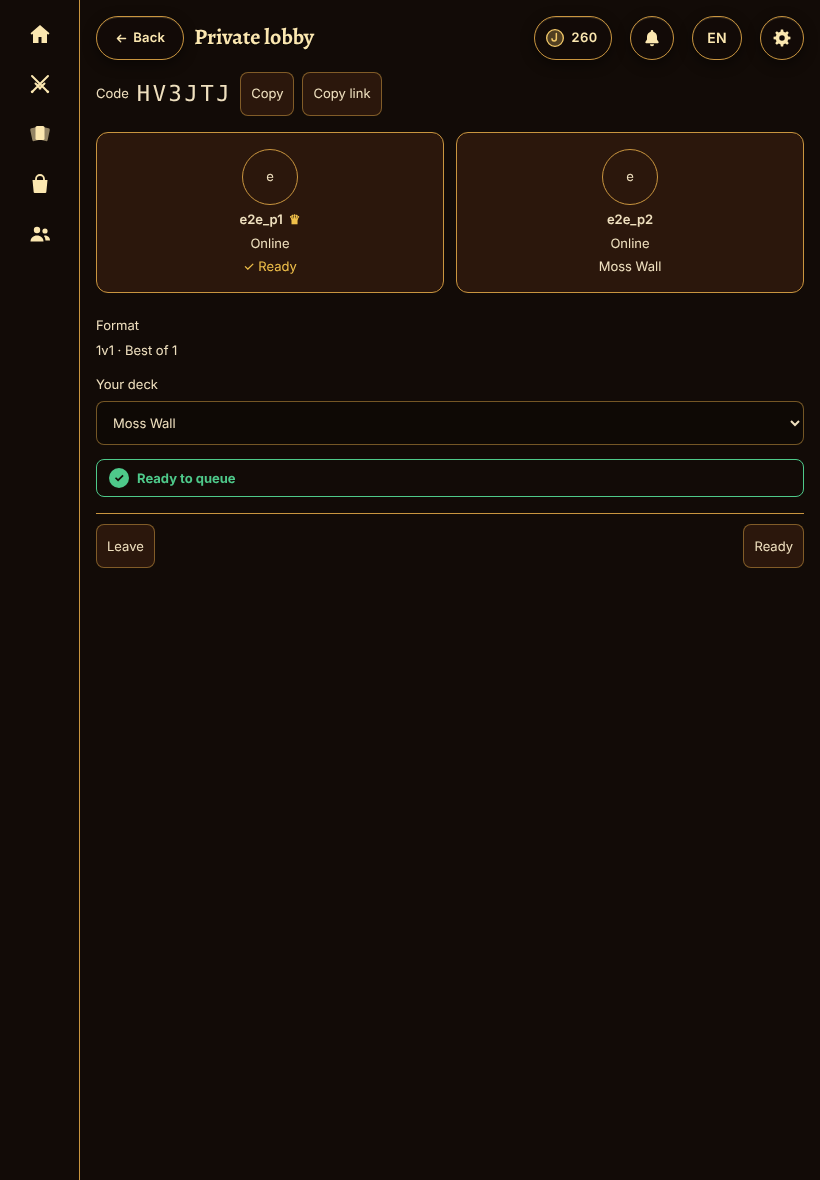 ← Back
Private lobby
J 260
EN
Code HV3JTJ Copy Copy link
e
e2e_p1
Online
✓ Ready
e
e2e_p2
Online
Moss Wall
Format
1v1 · Best of 1
Your deck
Moss Wall
Ready to queue
Leave
Ready